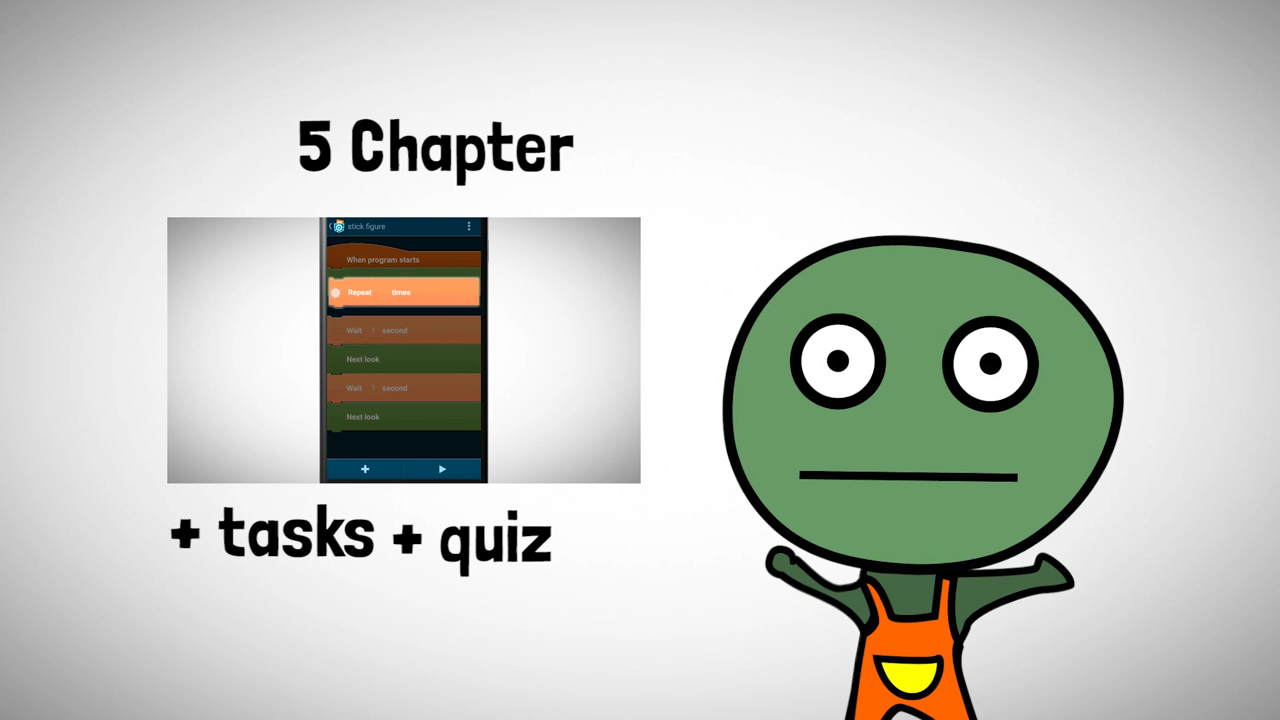 5 Chapter
stick figure
When program starts
Repeat times
Wait 1 second
Next look
Wait 1 second
Next look
+ tasks + quiz